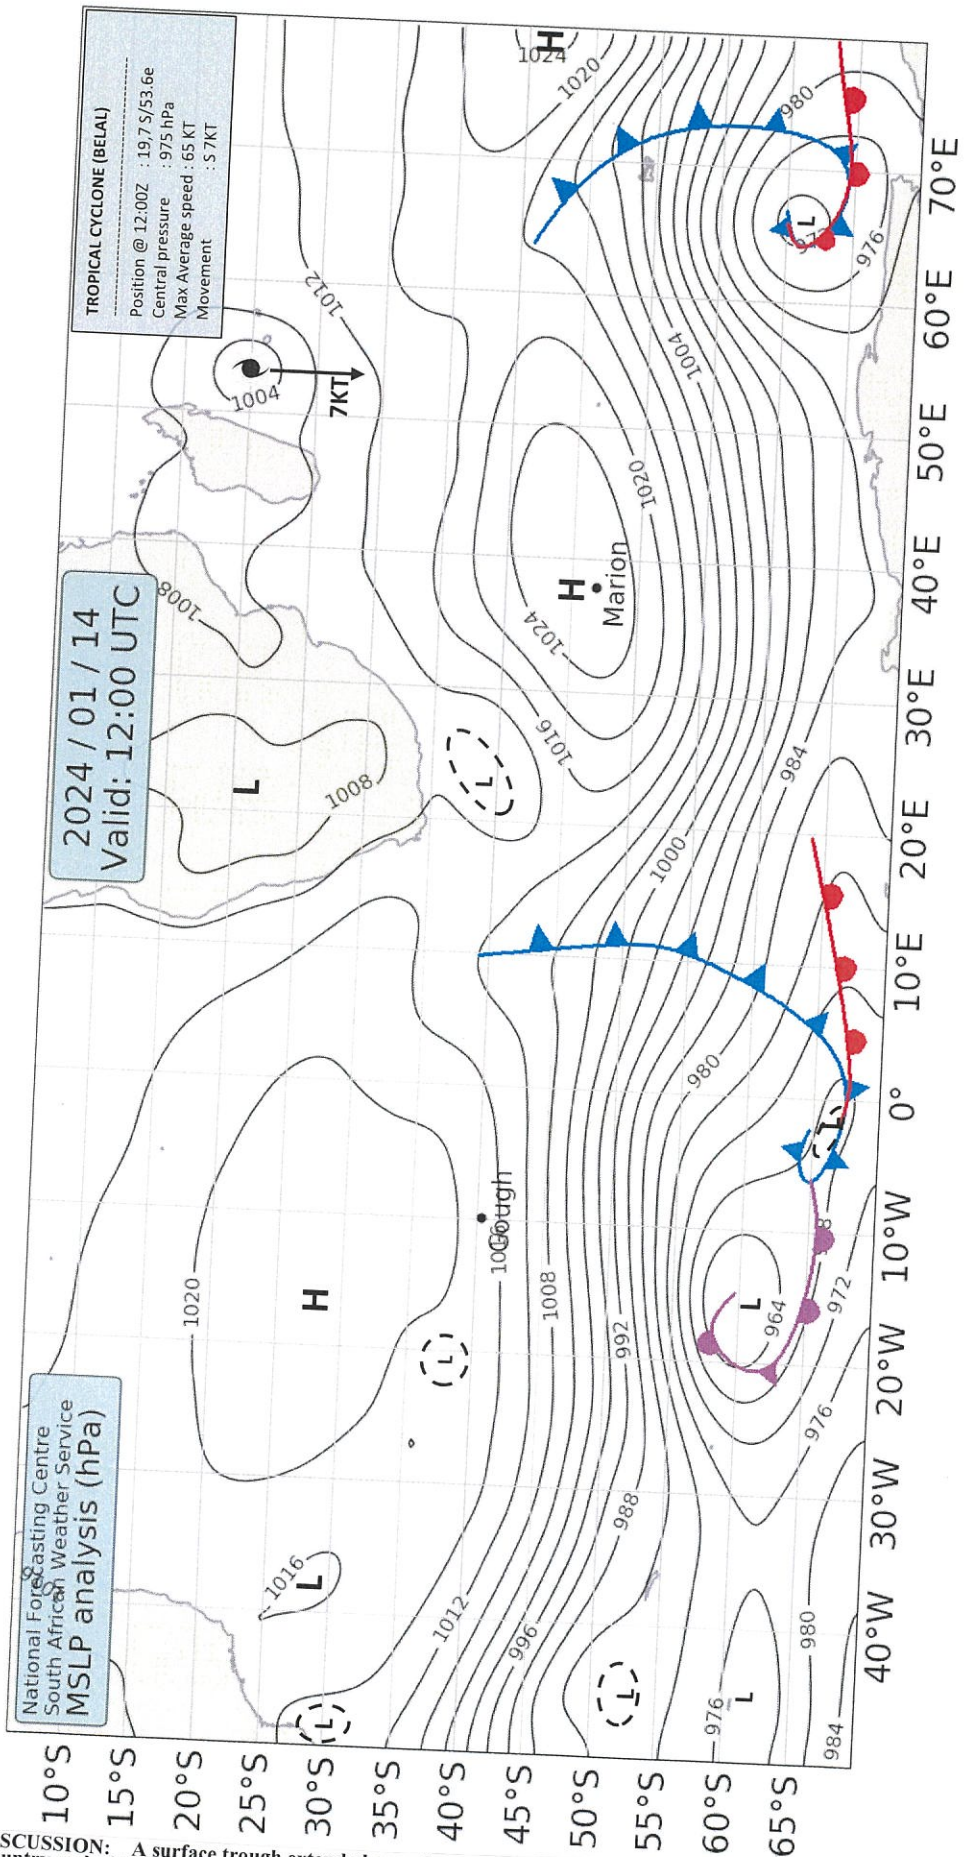 National Forecasting Centre
South African Weather Service
MSLP analysis (hPa)
2024 / 01 / 14
Valid: 12:00 UTC
TROPICAL CYCLONE (BELAL)
Position @ 12:00Z : 19,7 S/53.6e
Central pressure : 975 hPa
Max Average speed : 65 KT
Movement : S 7KT
10°S
15°S
20°S
25°S
30°S
35°S
40°S
45°S
50°S
55°S
60°S
65°S
40°W
30°W
20°W
10°W
0°
10°E
20°E
30°E
40°E
50°E
60°E
70°E
1016
L
L
1012
996
L
976
L
984
980
988
1020
H
L
Gough
1008
992
L
964
972
976
L
980
1000
984
L
1008
1008
L
1016
1024
H
Marion
1020
1004
1004
7KT
1012
H
1024
1020
980
L
976
SCUSSION: A surface trough